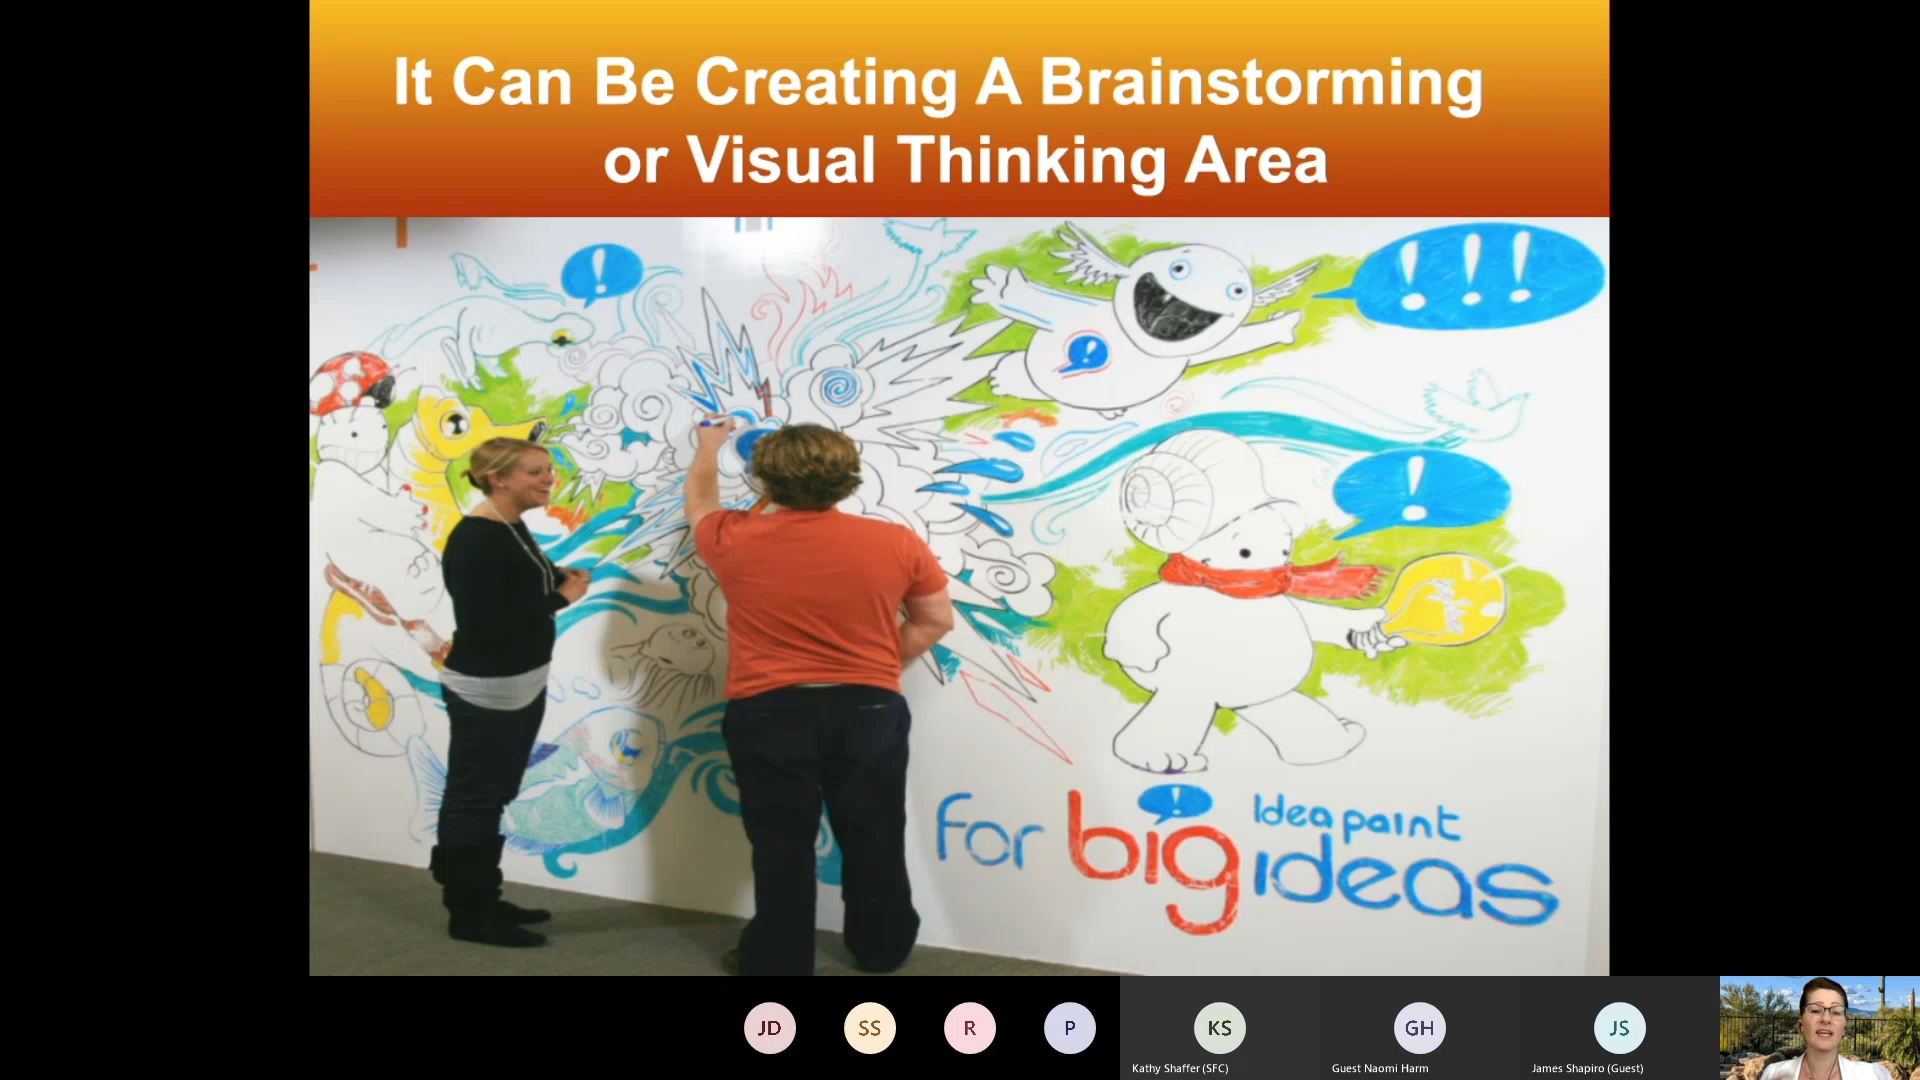 It Can Be Creating A Brainstorming
or Visual Thinking Area
!
! ! !
!
!
!
Idea paint
for big ideas
JD
SS
R
P
KS
GH
JS
Kathy Shaffer (SFC)
Guest Naomi Harm
James Shapiro (Guest)